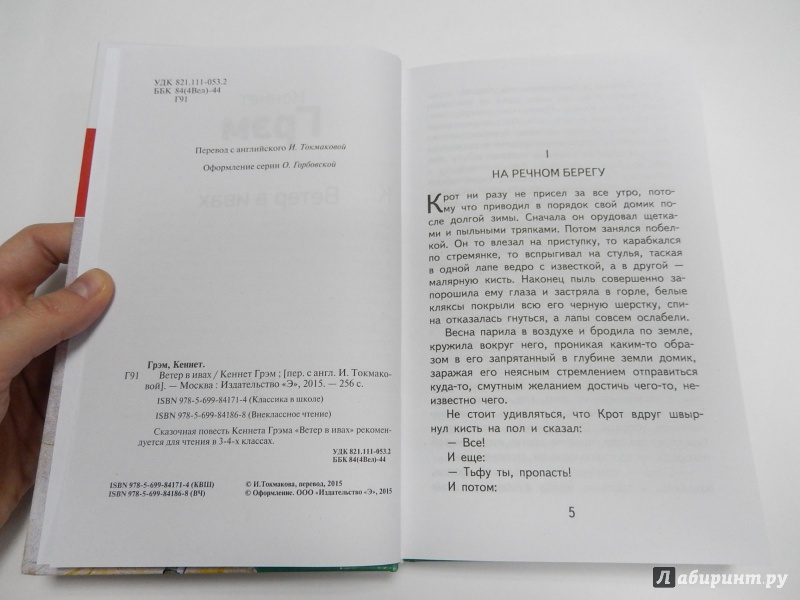 УДК 821.111-053.2
ББК 84(4Вел)-44
Г91
Перевод с английского И. Токмаковой
Оформление серии О. Горбовской
Грэм, Кеннет.
Г91 Ветер в ивах / Кеннет Грэм ; [пер. с англ. И. Токмако-
вой]. — Москва : Издательство «Э», 2015. — 256 с.
ISBN 978-5-699-84171-4 (Классика в школе)
ISBN 978-5-699-84186-8 (Внеклассное чтение)
Сказочная повесть Кеннета Грэма «Ветер в ивах» рекомен-
дуется для чтения в 3-4-х классах.
УДК 821.111-053.2
ББК 84(4Вел)-44
ISBN 978-5-699-84171-4 (КВШ)
ISBN 978-5-699-84186-8 (ВЧ)
© И.Токмакова, перевод, 2015
© Оформление. ООО «Издательство «Э», 2015
I
НА РЕЧНОМ БЕРЕГУ
Крот ни разу не присел за все утро, пото-
му что приводил в порядок свой домик по-
сле долгой зимы. Сначала он орудовал щетка-
ми и пыльными тряпками. Потом занялся побел-
кой. Он то влезал на приступку, то карабкался
по стремянке, то вспрыгивал на стулья, таская
в одной лапе ведро с известкой, а в другой —
малярную кисть. Наконец пыль совершенно за-
порошила ему глаза и застряла в горле, белые
кляксы покрыли всю его черную шерстку, спи-
на отказалась гнуться, а лапы совсем ослабели.
Весна парила в воздухе и бродила по земле,
кружила вокруг него, проникая каким-то обра-
зом в его запрятанный в глубине земли домик,
заражая его неясным стремлением отправиться
куда-то, смутным желанием достичь чего-то, не-
известно чего.
Не стоит удивляться, что Крот вдруг швыр-
нул кисть на пол и сказал:
— Все!
И еще:
— Тьфу ты, пропасть!
И потом:
5
Лабиринт.ру